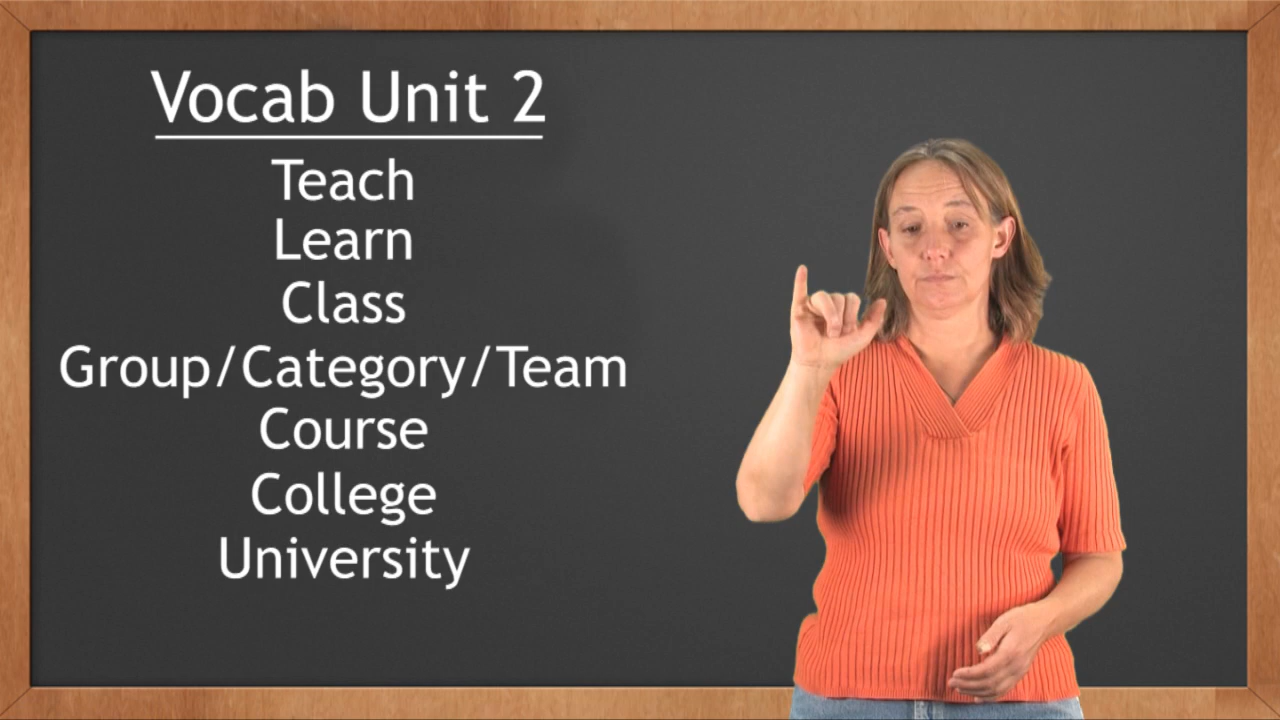 Vocab Unit 2
Teach
Learn
Class
Group/Category/Team
Course
College
University